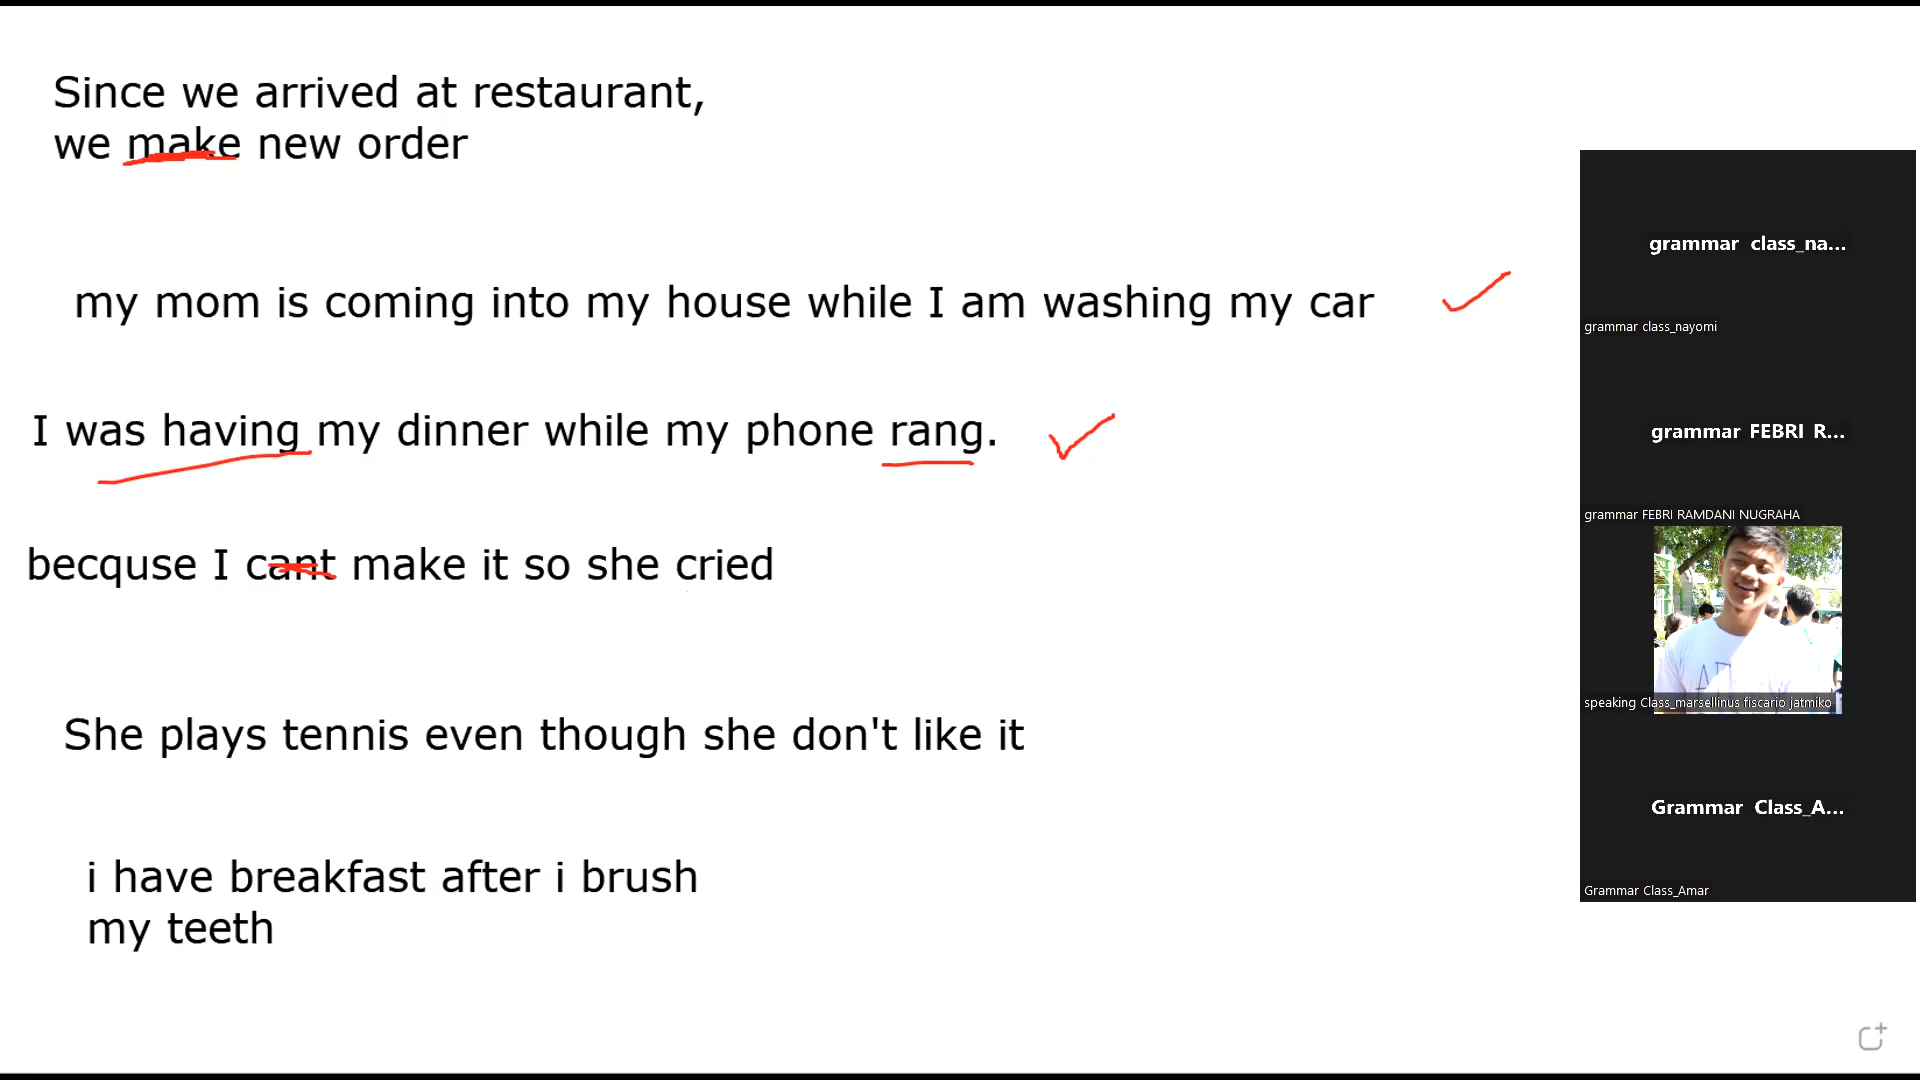 Since we arrived at restaurant,
we make new order
my mom is coming into my house while I am washing my car
I was having my dinner while my phone rang.
becquse I cant make it so she cried
She plays tennis even though she don't like it
i have breakfast after i brush
my teeth
grammar class_na...
grammar class_nayomi
grammar FEBRI R...
grammar FEBRI RAMDANI NUGRAHA
speaking Class_marsellinus fiscario jatmiko
Grammar Class_A...
Grammar Class_Amar